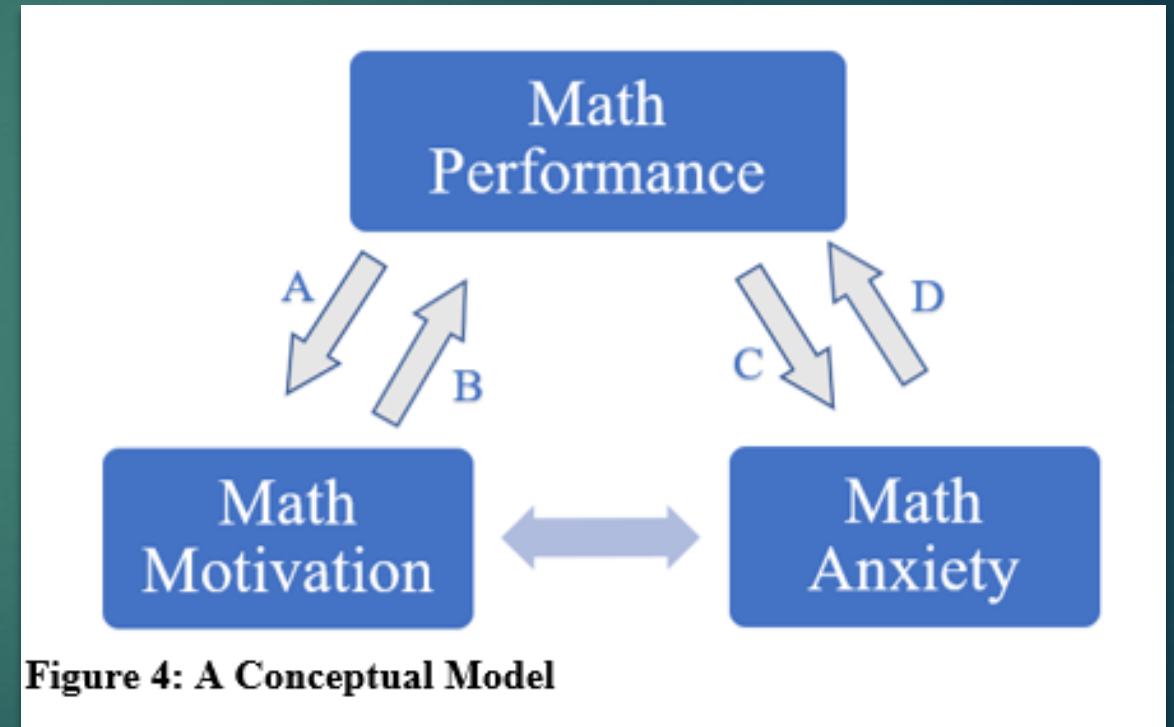 Math
Performance
A
B
C
D
Math
Motivation
Math
Anxiety
Figure 4: A Conceptual Model